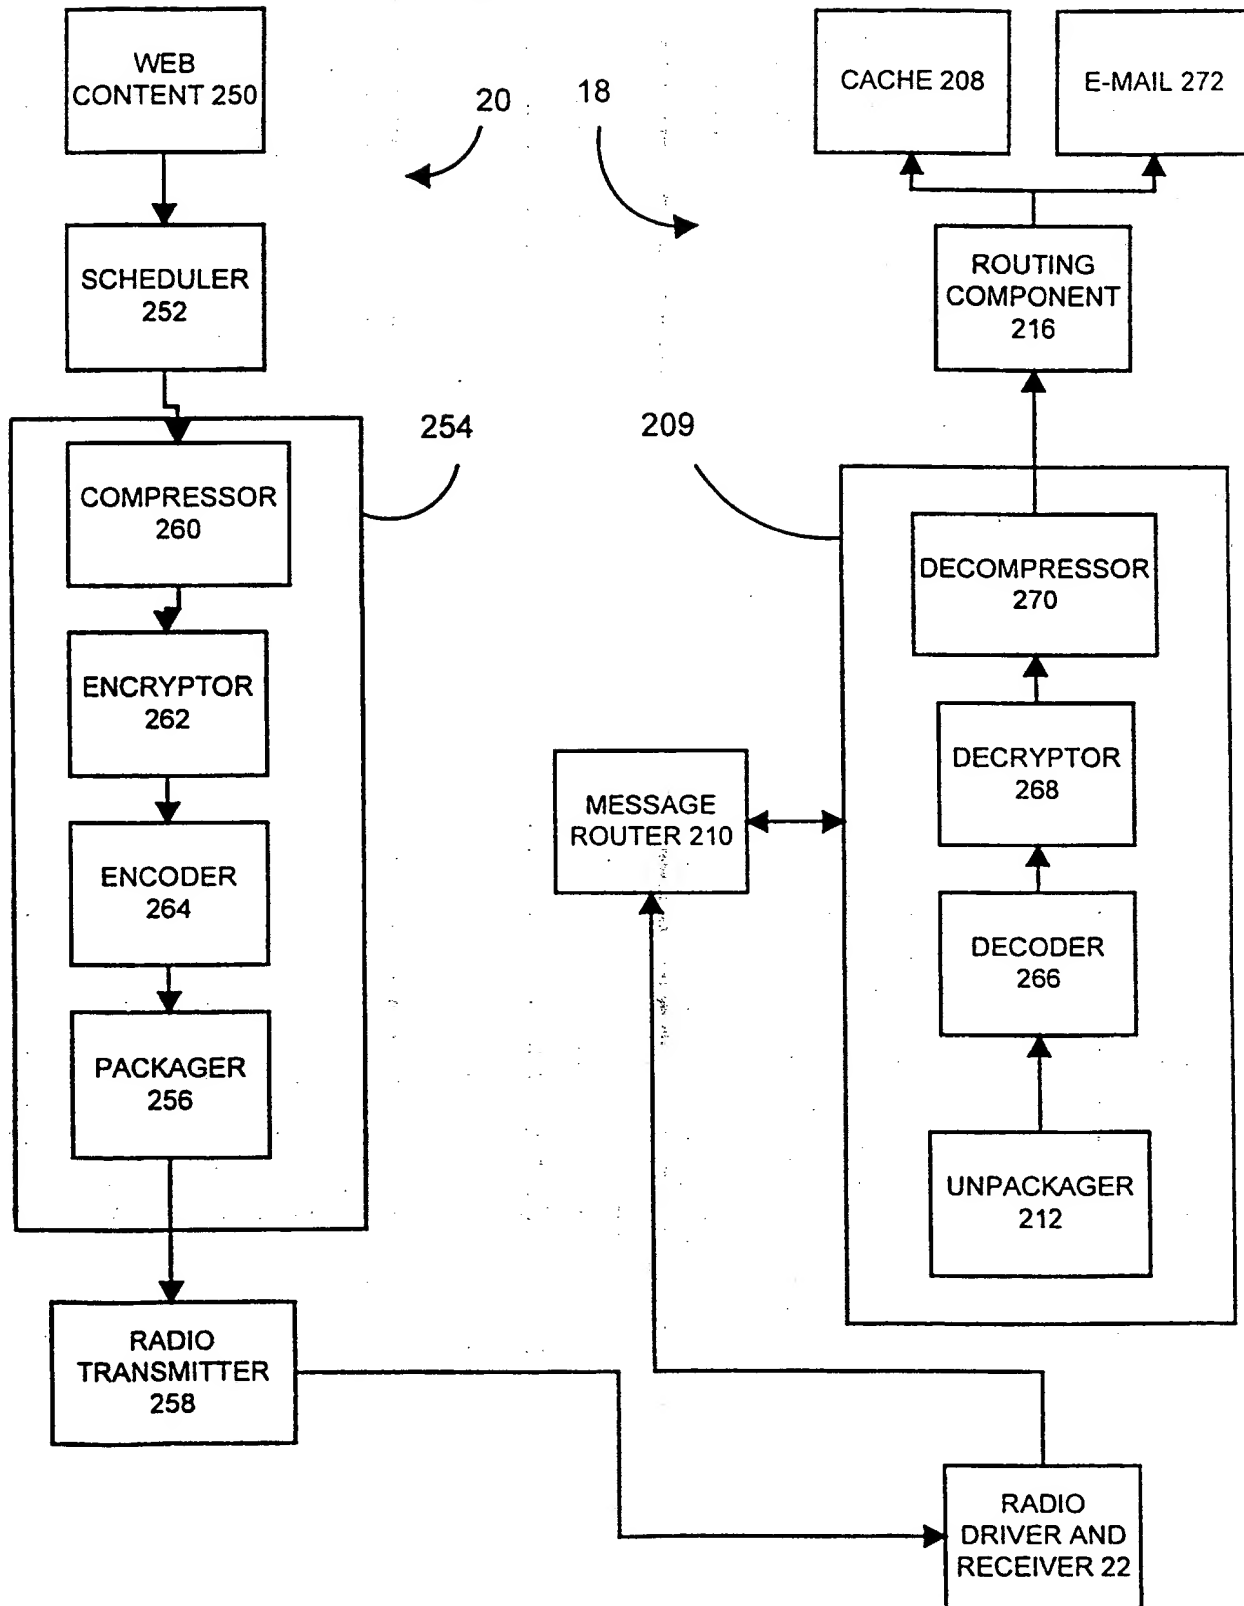 WEB
CONTENT 250
20
18
CACHE 208
E-MAIL 272
SCHEDULER
252
ROUTING
COMPONENT
216
254
209
COMPRESSOR
260
DECOMPRESSOR
270
ENCRYPTOR
262
DECRYPTOR
268
MESSAGE
ROUTER 210
ENCODER
264
DECODER
266
PACKAGER
256
UNPACKAGER
212
RADIO
TRANSMITTER
258
RADIO
DRIVER AND
RECEIVER 22